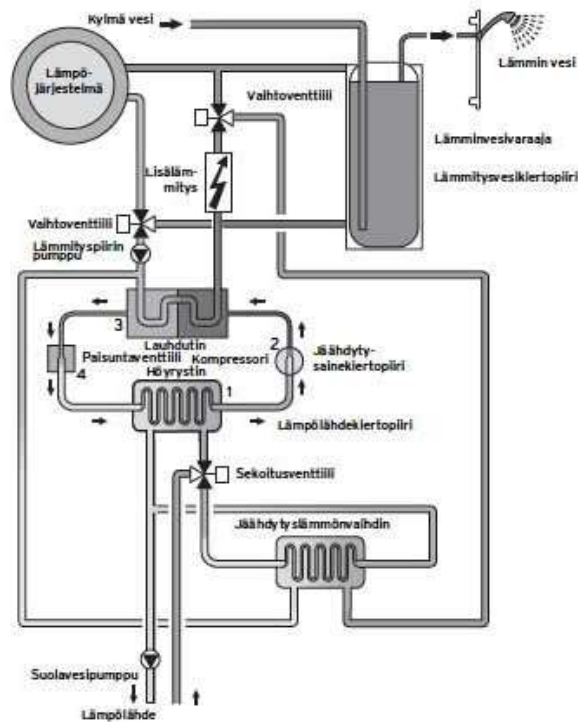 Kylmä vesi
Lämmin vesi
Lämpö-
järjestelmä
Vaihtoventtiili
Lämminvesivaraaja
Lisäläm-
mitys
Lämmitysvesikiertopiiri
Vaihtoventtiili
Lämmityspiirin
pumppu
3
Lauhdutin
2
Paisuntaventtiili
Kompressori
Jäähdyty-
sainekiertopiiri
4
Höyrystin
1
Lämpölähdekiertopiiri
Sekoitusventtiili
Jäähdytyslämmönvaihdin
Suolavesipumppu
Lämpölähde